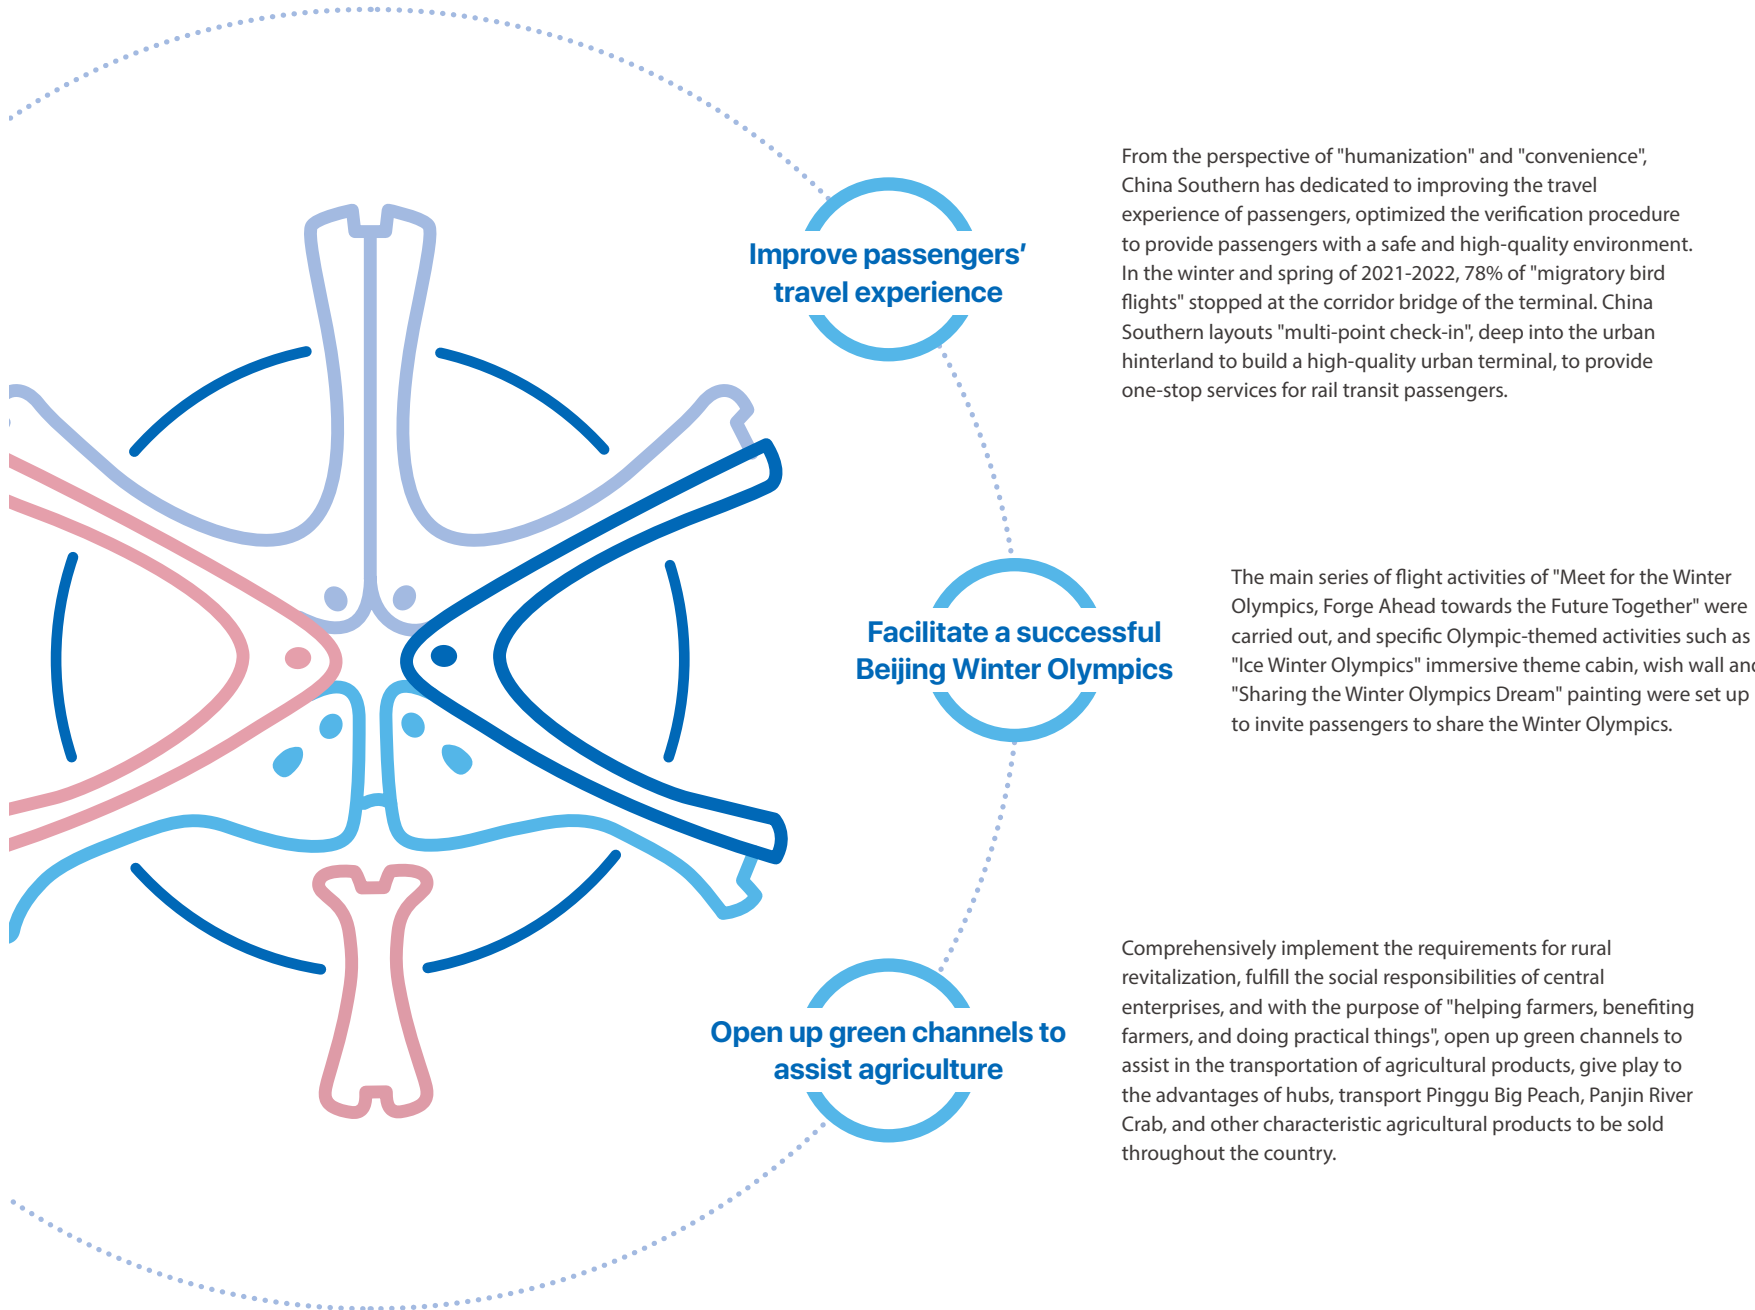 Improve passengers’
travel experience
From the perspective of "humanization" and "convenience",
China Southern has dedicated to improving the travel
experience of passengers, optimized the verification procedure
to provide passengers with a safe and high-quality environment.
In the winter and spring of 2021-2022, 78% of "migratory bird
flights" stopped at the corridor bridge of the terminal. China
Southern layouts "multi-point check-in", deep into the urban
hinterland to build a high-quality urban terminal, to provide
one-stop services for rail transit passengers.
Facilitate a successful
Beijing Winter Olympics
The main series of flight activities of "Meet for the Winter
Olympics, Forge Ahead towards the Future Together" were
carried out, and specific Olympic-themed activities such as
"Ice Winter Olympics" immersive theme cabin, wish wall and
"Sharing the Winter Olympics Dream" painting were set up
to invite passengers to share the Winter Olympics.
Open up green channels to
assist agriculture
Comprehensively implement the requirements for rural
revitalization, fulfill the social responsibilities of central
enterprises, and with the purpose of "helping farmers, benefiting
farmers, and doing practical things", open up green channels to
assist in the transportation of agricultural products, give play to
the advantages of hubs, transport Pinggu Big Peach, Panjin River
Crab, and other characteristic agricultural products to be sold
throughout the country.